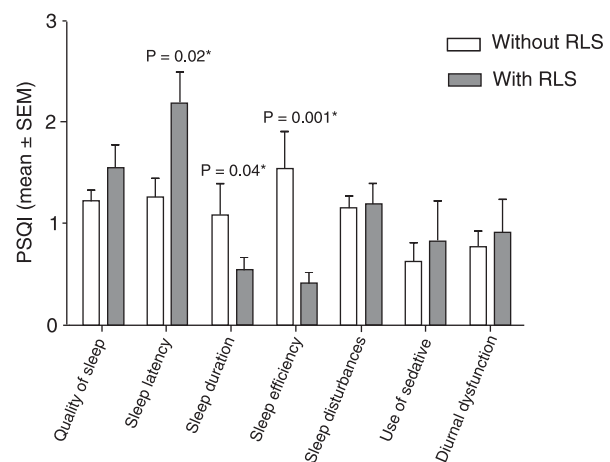 3
Without RLS
P = 0.02*
With RLS
2
P = 0.001*
P = 0.04*
PSQI (mean ± SEM)
1
0
Quality of sleep
Sleep latency
Sleep duration
Sleep efficiency
Sleep disturbances
Use of sedative
Diurnal dysfunction